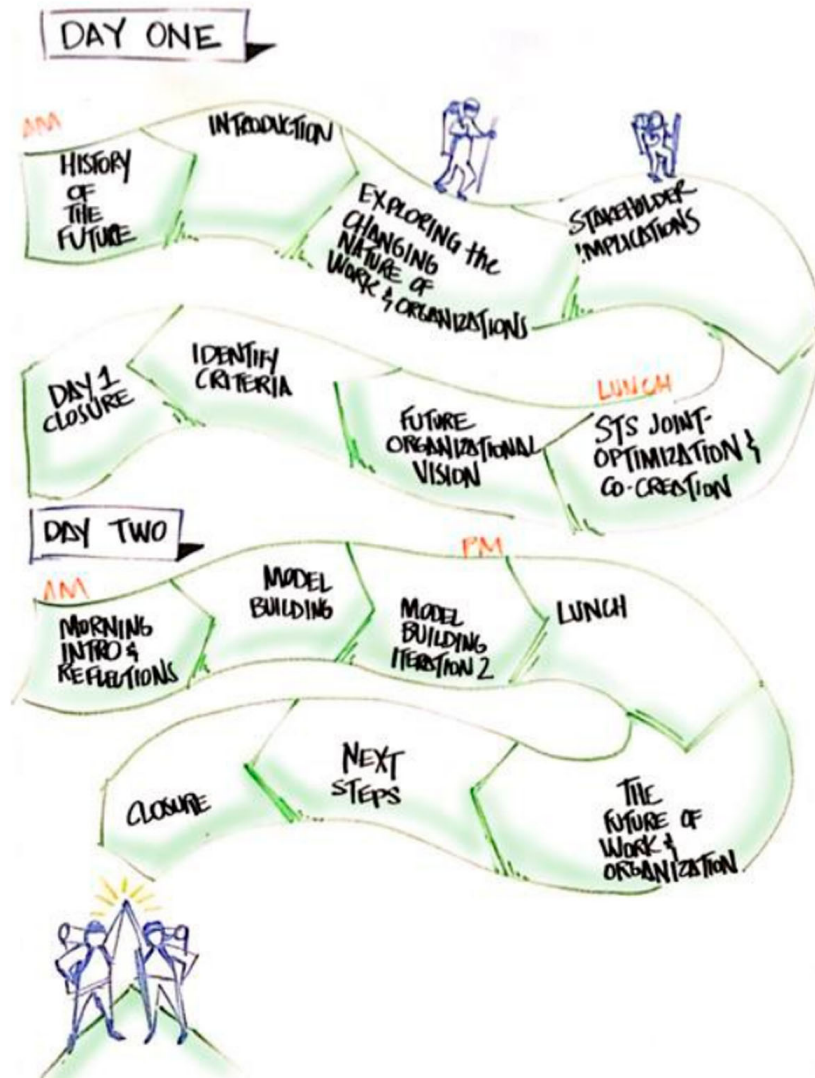 DAY ONE
AM
HISTORY
OF
THE
FUTURE
INTRODUCTION
EXPLORING the
CHANGING
NATURE OF
WORK & ORGANIZATIONS
STAKEHOLDER
IMPLICATIONS
LUNCH
STS JOINT-
OPTIMIZATION &
CO-CREATION
FUTURE
ORGANIZATIONAL
VISION
IDENTIFY
CRITERIA
DAY 1
CLOSURE
DAY TWO
AM
MORNING
INTRO &
REFLECTIONS
MODEL
BUILDING
PM
MODEL
BUILDING
ITERATION 2
LUNCH
THE
FUTURE OF
WORK &
ORGANIZATION
NEXT
STEPS
CLOSURE